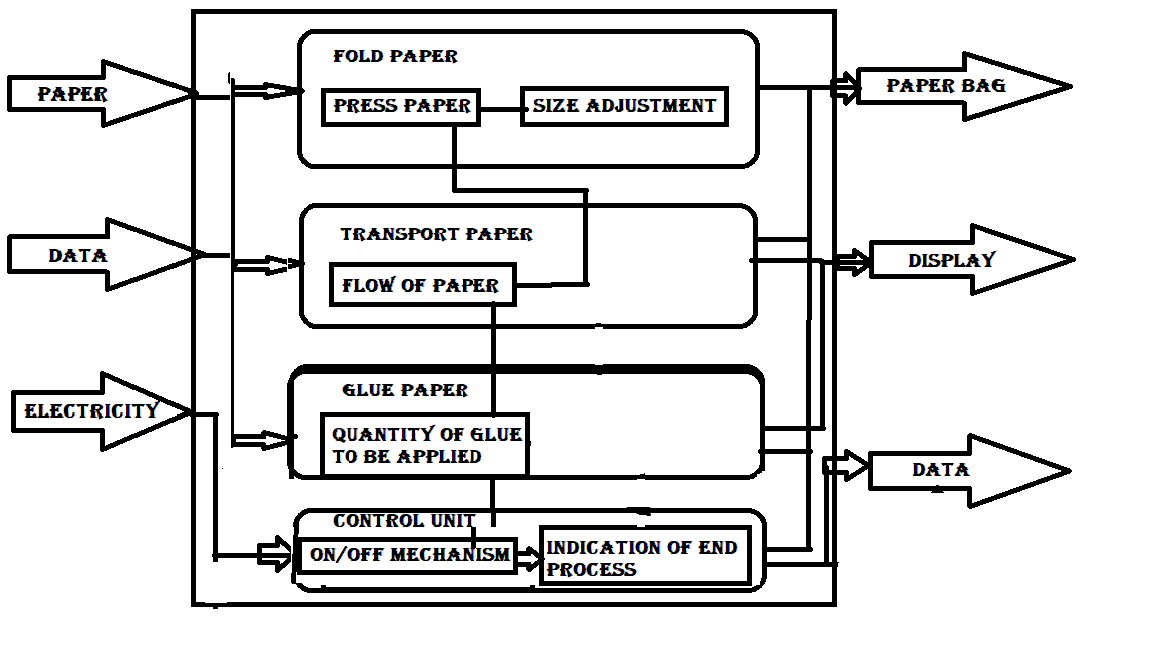 FOLD PAPER
PAPER
PRESS PAPER
SIZE ADJUSTMENT
PAPER BAG
TRANSPORT PAPER
DATA
FLOW OF PAPER
DISPLAY
GLUE PAPER
ELECTRICITY
QUANTITY OF GLUE
TO BE APPLIED
DATA
CONTROL UNIT
ON/OFF MECHANISM
INDICATION OF END
PROCESS